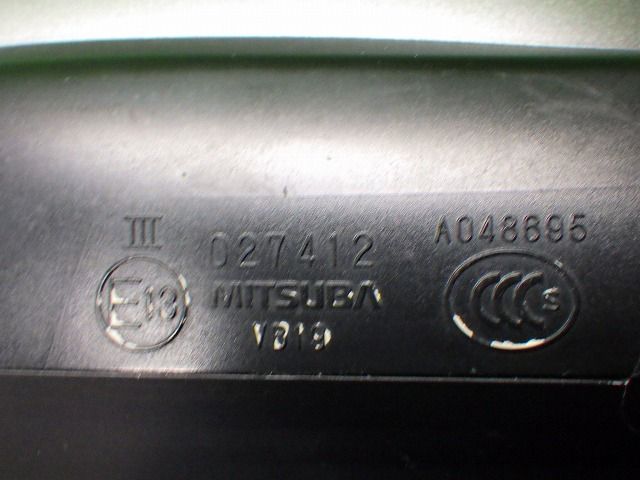 III 027412 A048695
E13 MITSUBA CCC S
VB19